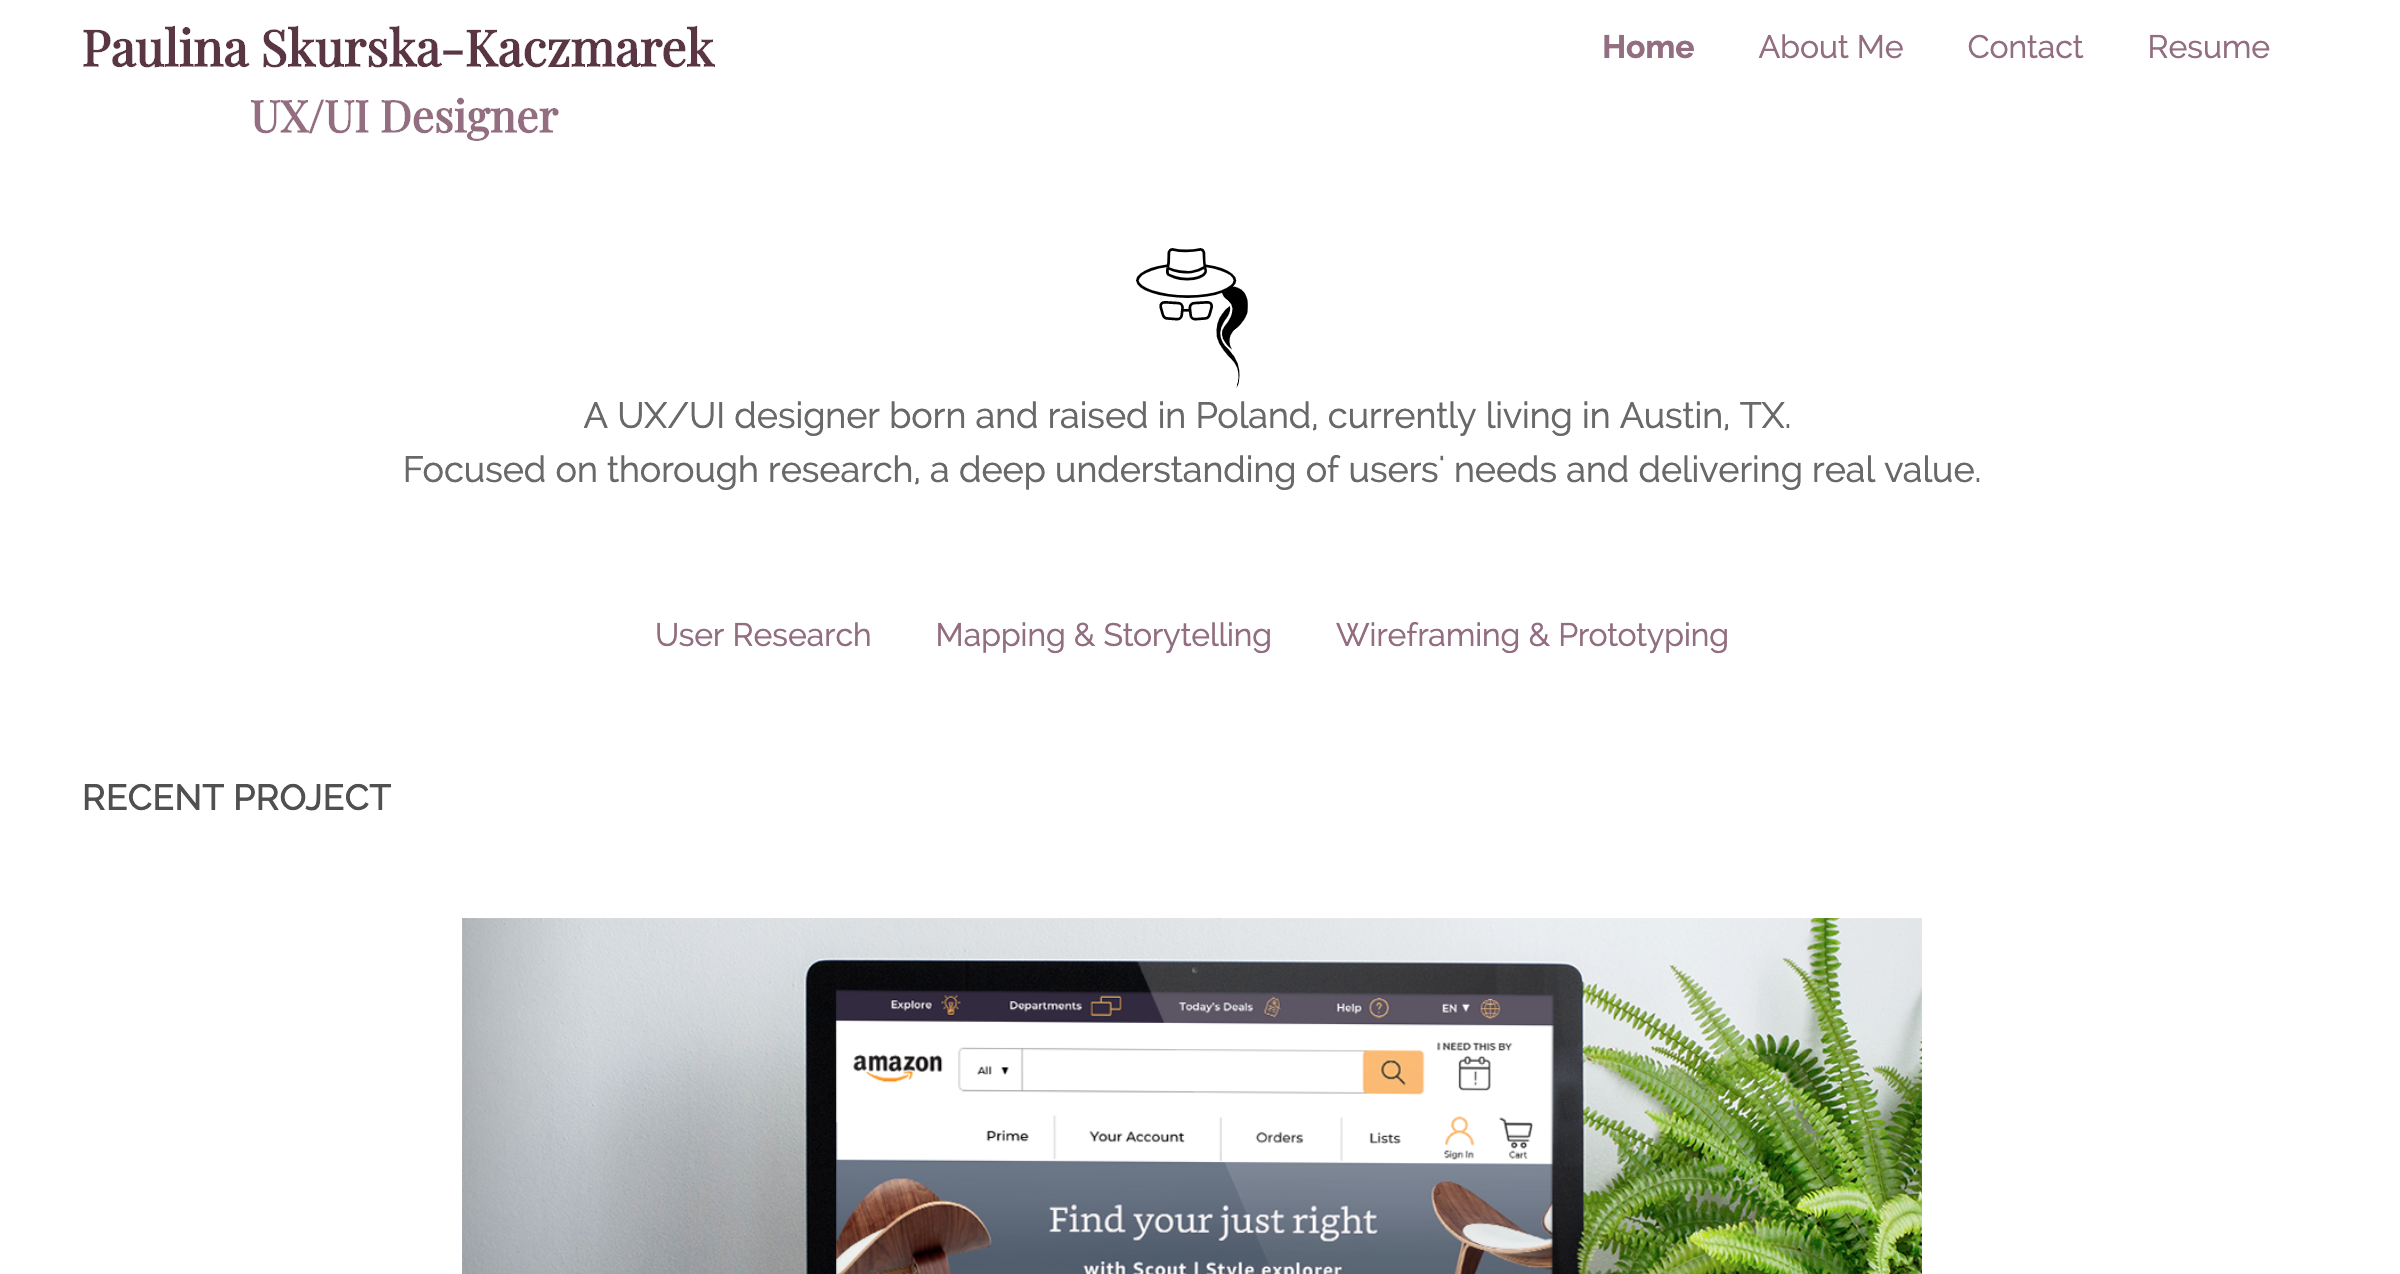 Paulina Skurska-Kaczmarek
Home
About Me
Contact
Resume
UX/UI Designer
A UX/UI designer born and raised in Poland, currently living in Austin, TX.
Focused on thorough research, a deep understanding of users' needs and delivering real value.
User Research
Mapping & Storytelling
Wireframing & Prototyping
RECENT PROJECT
Explore
Departments
Today's Deals
Help
EN
amazon
All
I NEED THIS BY
Prime
Your Account
Orders
Lists
Sign In
Cart
Find your just right
with Scout | Style explorer